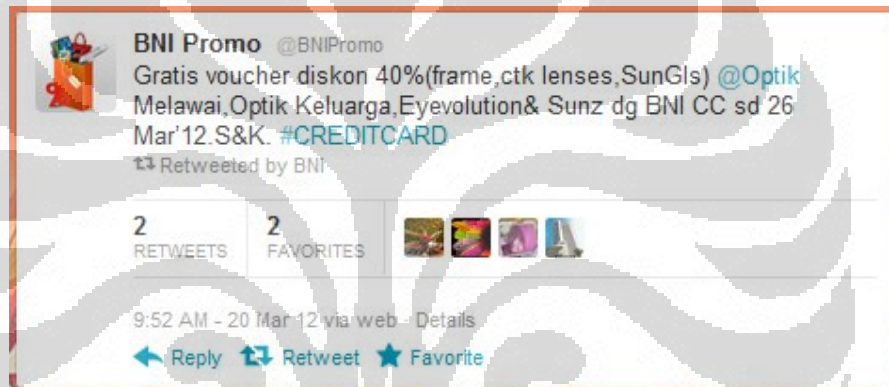 BNI Promo @BNIPromo
Gratis voucher diskon 40%(frame,ctk lenses,SunGls) @Optik
Melawai,Optik Keluarga,Eyevolution& Sunz dg BNI CC sd 26
Mar'12.S&K. #CREDITCARD
Retweeted by BNI
2 2
RETWEETS FAVORITES
9:52 AM - 20 Mar 12 via web · Details
Reply Retweet Favorite